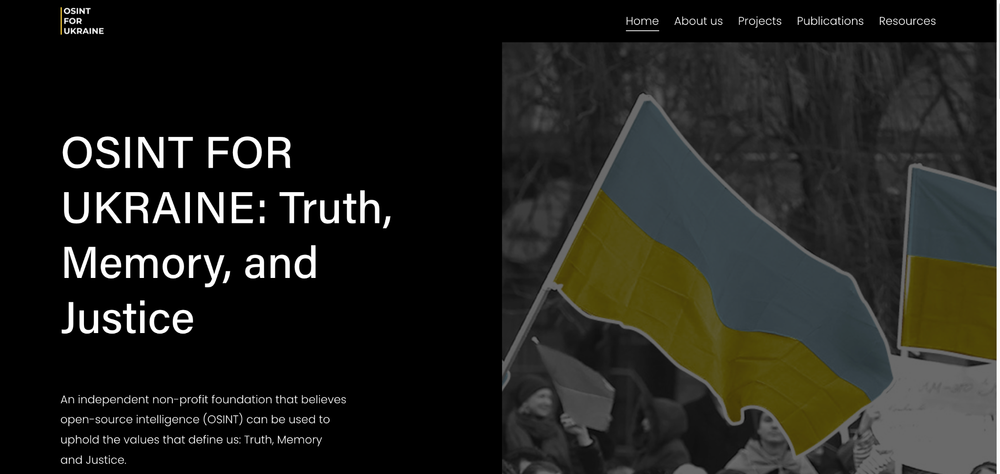 OSINT
FOR
UKRAINE
Home About us Projects Publications Resources
OSINT FOR
UKRAINE: Truth,
Memory, and
Justice
An independent non-profit foundation that believes
open-source intelligence (OSINT) can be used to
uphold the values that define us: Truth, Memory
and Justice.